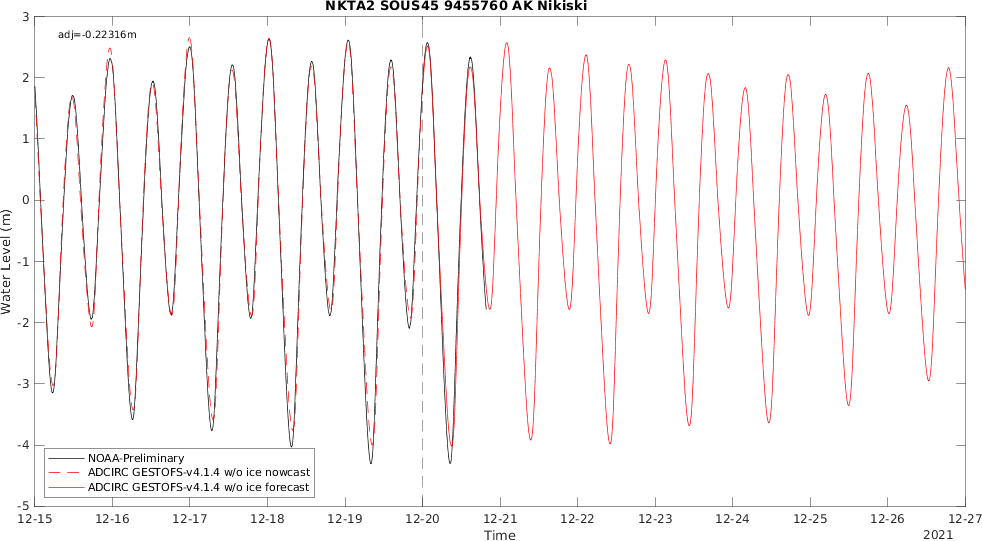 NKTA2 SOUS45 9455760 AK Nikiski
adj=-0.22316m
3
2
1
0
-1
-2
-3
-4
-5
Water Level (m)
NOAA-Preliminary
ADCIRC GESTOFS-v4.1.4 w/o ice nowcast
ADCIRC GESTOFS-v4.1.4 w/o ice forecast
12-15 12-16 12-17 12-18 12-19 12-20 12-21 12-22 12-23 12-24 12-25 12-26 12-27
Time
2021